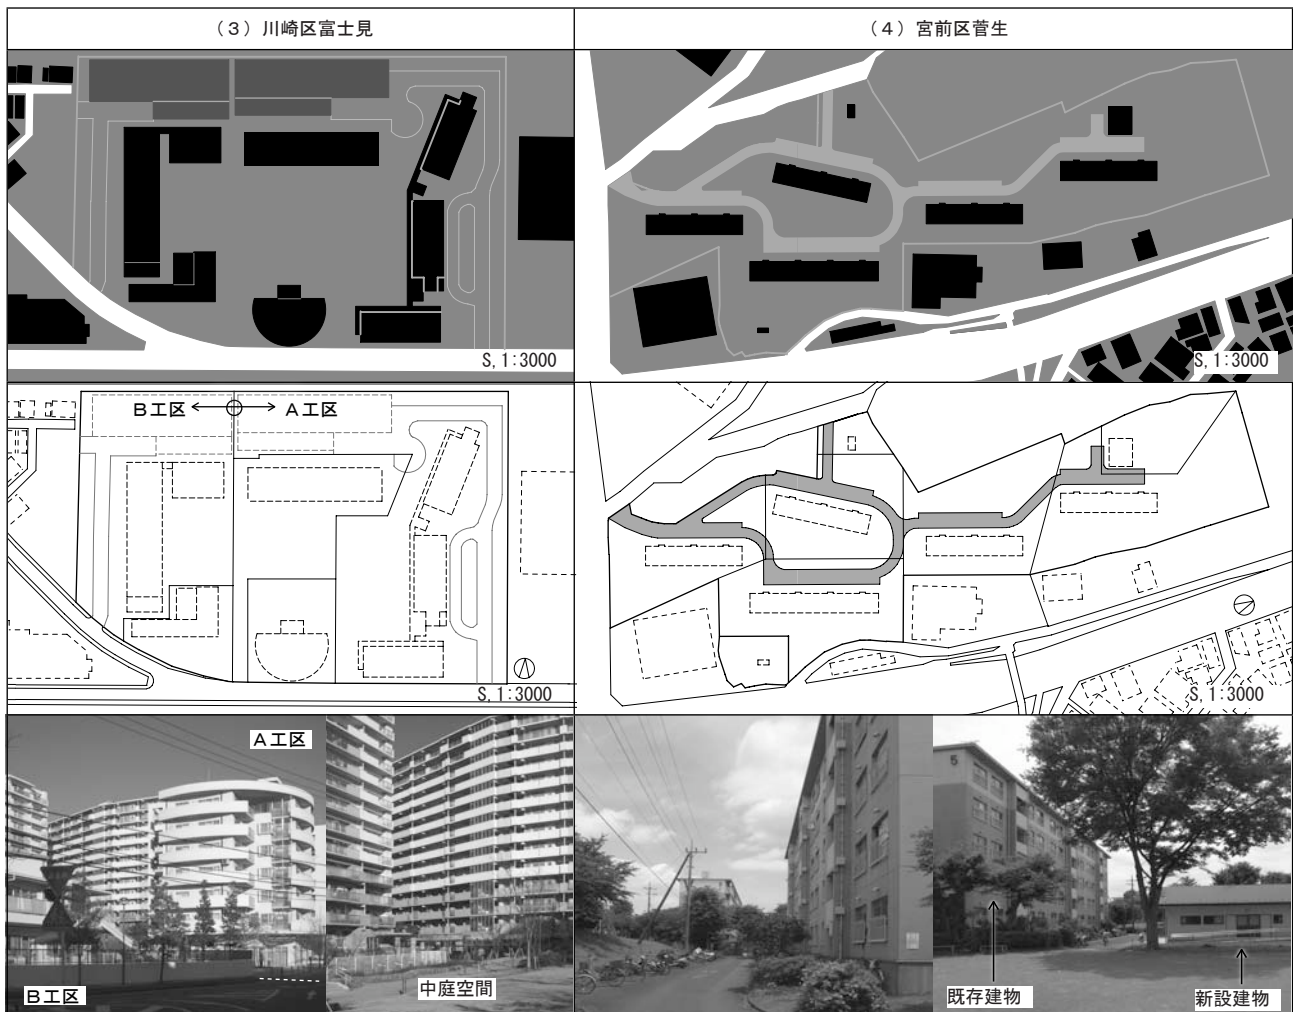 （3）川崎区富士見
（4）宮前区菅生
S, 1:3000
S, 1:3000
B工区
A工区
S, 1:3000
S, 1:3000
A工区
B工区
中庭空間
5
既存建物
新設建物